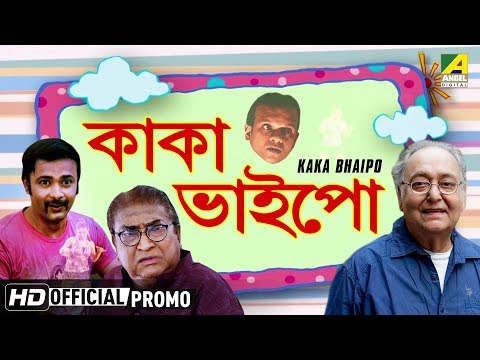 ANGEL
DIGITAL
কাকা
KAKA BHAIPO
ভাইপো
HD OFFICIAL PROMO